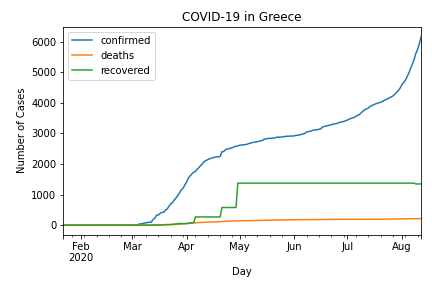 COVID-19 in Greece
confirmed
deaths
recovered
Number of Cases
6000
5000
4000
3000
2000
1000
0
Feb Mar Apr May Jun Jul Aug
2020
Day